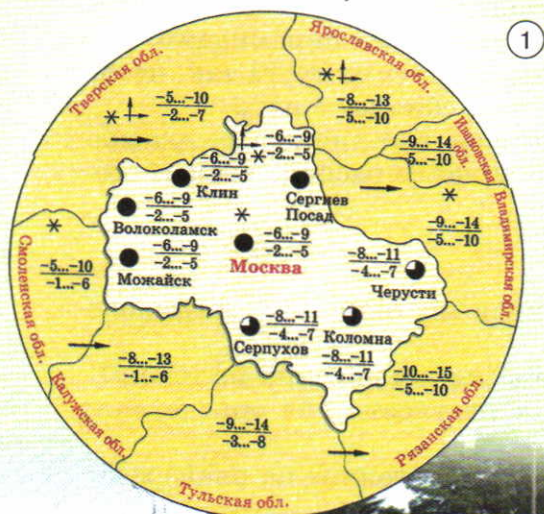 1
Тверская обл.
Ярославская обл.
Ивановская
обл.
Владимирская обл.
Рязанская обл.
Тульская обл.
Калужская обл.
Смоленская обл.
-5...-10
-2...-7
-8...-13
-5...-10
-9...-14
-5...-10
-9...-14
-5...-10
-6...-9
-2...-5
Клин
-6...-9
-2...-5
Сергиев
Посад
-6...-9
-2...-5
Волоколамск
-6...-9
-2...-5
Можайск
-6...-9
-2...-5
Москва
-8...-11
-4...-7
Черусти
-8...-11
-4...-7
Серпухов
Коломна
-8...-11
-4...-7
-5...-10
-1...-6
-8...-13
-1...-6
-9...-14
-3...-8
-10...-15
-5...-10